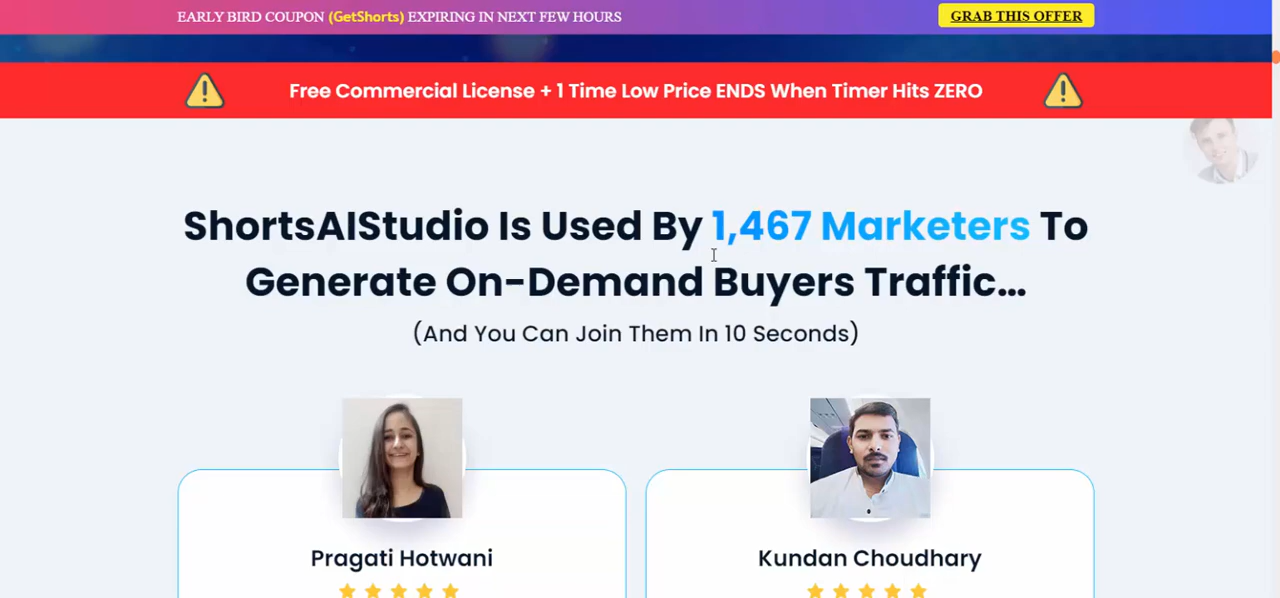 EARLY BIRD COUPON (GetShorts) EXPIRING IN NEXT FEW HOURS
GRAB THIS OFFER
Free Commercial License + 1 Time Low Price ENDS When Timer Hits ZERO
ShortsAIStudio Is Used By 1,467 Marketers To
Generate On-Demand Buyers Traffic...
(And You Can Join Them In 10 Seconds)
Pragati Hotwani
Kundan Choudhary